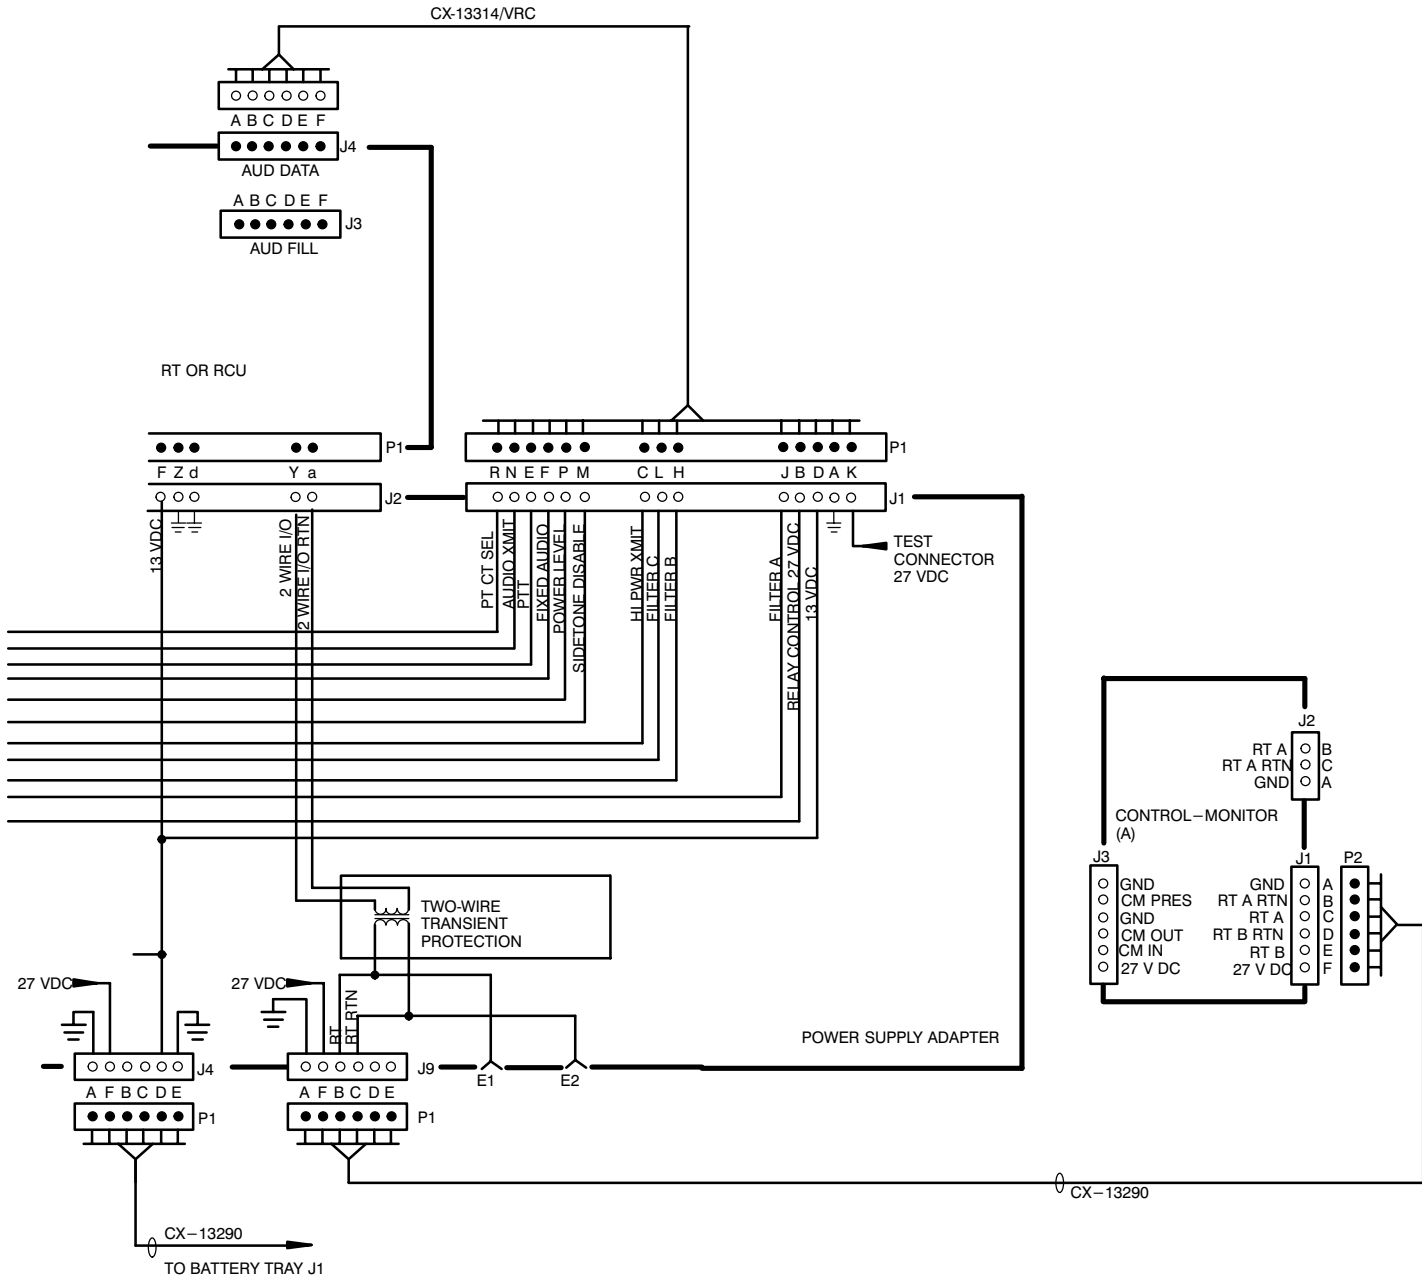 CX-13314/VRC
A B C D E F
J4
AUD DATA
A B C D E F
J3
AUD FILL
RT OR RCU
P1
P1
F Z d Y a
R N E F P M C L H J B D A K
J2
J1
13 VDC
2 WIRE I/O
2 WIRE I/O RTN
PT CT SEL
AUDIO XMIT
PTT
FIXED AUDIO
POWER LEVEL
SIDETONE DISABLE
HI PWR XMIT
FILTER C
FILTER B
FILTER A
RELAY CONTROL 27 VDC
13 VDC
TEST
CONNECTOR
27 VDC
J2
RT A B
RT A RTN C
GND A
CONTROL–MONITOR
(A)
J3
GND
CM PRES
GND
CM OUT
CM IN
27 V DC
J1 P2
GND A
RT A RTN B
RT A C
RT B RTN D
RT B E
27 V DC F
TWO-WIRE
TRANSIENT
PROTECTION
27 VDC
27 VDC
RT
RT RTN
POWER SUPPLY ADAPTER
J4
J9
E1
E2
A F B C D E
A F B C D E
P1
P1
CX–13290
CX–13290
TO BATTERY TRAY J1